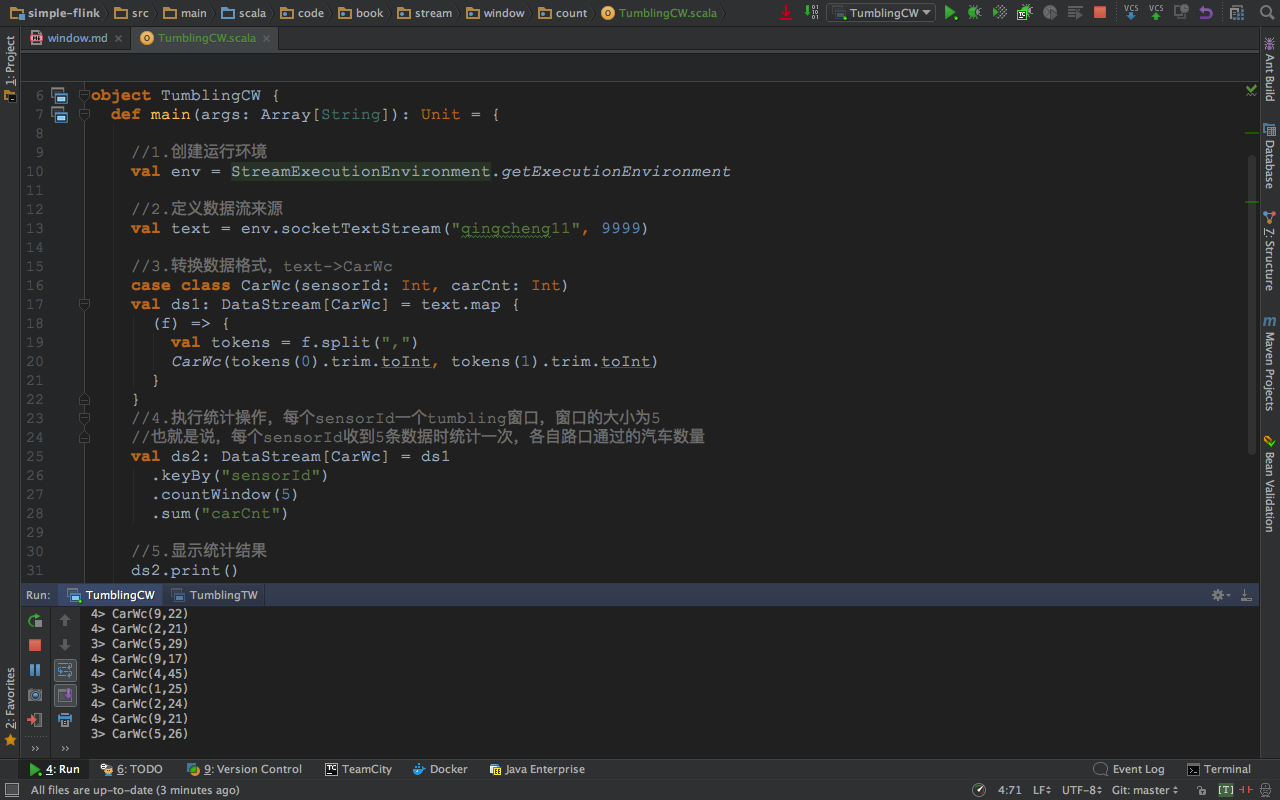 simple-flink src main scala code book stream window count TumblingCW.scala TumblingCW VCS VCS
window.md TumblingCW.scala
1: Project
6 object TumblingCW {
7 def main(args: Array[String]): Unit = {
8
9 //1.创建运行环境
10 val env = StreamExecutionEnvironment.getExecutionEnvironment
11
12 //2.定义数据流来源
13 val text = env.socketTextStream("qingcheng11", 9999)
14
15 //3.转换数据格式，text->CarWc
16 case class CarWc(sensorId: Int, carCnt: Int)
17 val ds1: DataStream[CarWc] = text.map {
18 (f) => {
19 val tokens = f.split(",")
20 CarWc(tokens(0).trim.toInt, tokens(1).trim.toInt)
21 }
22 }
23 //4.执行统计操作，每个sensorId一个tumbling窗口，窗口的大小为5
24 //也就是说，每个sensorId收到5条数据时统计一次，各自路口通过的汽车数量
25 val ds2: DataStream[CarWc] = ds1
26 .keyBy("sensorId")
27 .countWindow(5)
28 .sum("carCnt")
29
30 //5.显示统计结果
31 ds2.print()
Ant Build
Database
Z: Structure
m Maven Projects
Bean Validation
Run: TumblingCW TumblingTW
4> CarWc(9,22)
4> CarWc(2,21)
3> CarWc(5,29)
4> CarWc(9,17)
4> CarWc(4,45)
3> CarWc(1,25)
4> CarWc(2,24)
4> CarWc(9,21)
3> CarWc(5,26)
2: Favorites
4: Run 6: TODO 9: Version Control TC TeamCity Docker Java Enterprise Event Log Terminal
All files are up-to-date (3 minutes ago) 4:71 LF UTF-8 Git: master [T]